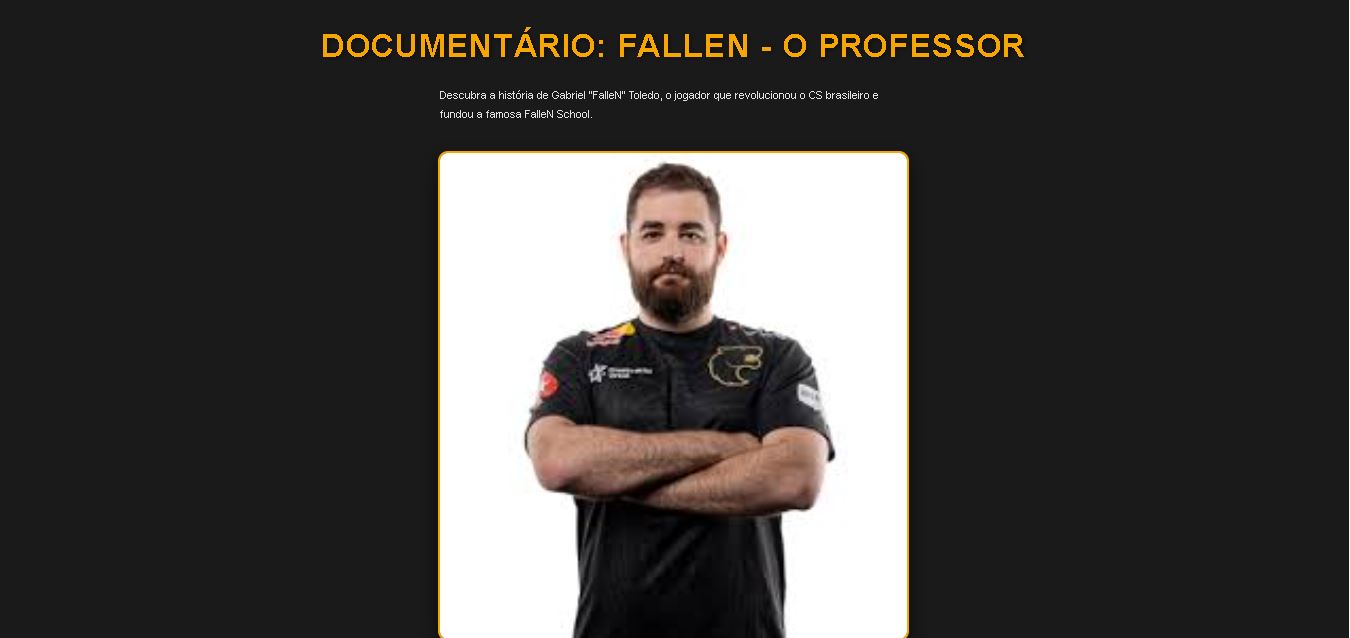 DOCUMENTÁRIO: FALLEN - O PROFESSOR
Descubra a história de Gabriel "FalleN" Toledo, o jogador que revolucionou o CS brasileiro e
fundou a famosa FalleN School.